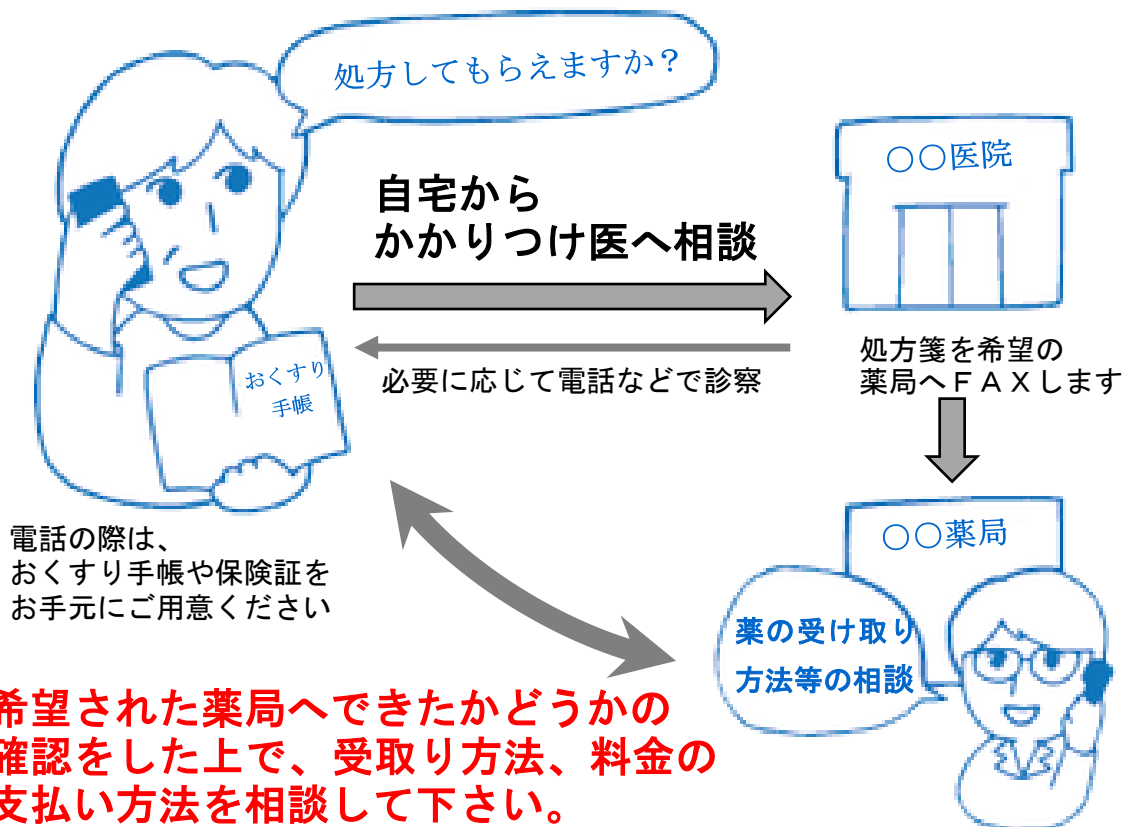 処方してもらえますか？
自宅から
かかりつけ医へ相談
○○医院
必要に応じて電話などで診察
処方箋を希望の
薬局へＦＡＸします
おくすり
手帳
電話の際は、
おくすり手帳や保険証を
お手元にご用意ください
○○薬局
薬の受け取り
方法等の相談
希望された薬局へできたかどうかの
確認をした上で、受取り方法、料金の
支払い方法を相談して下さい。